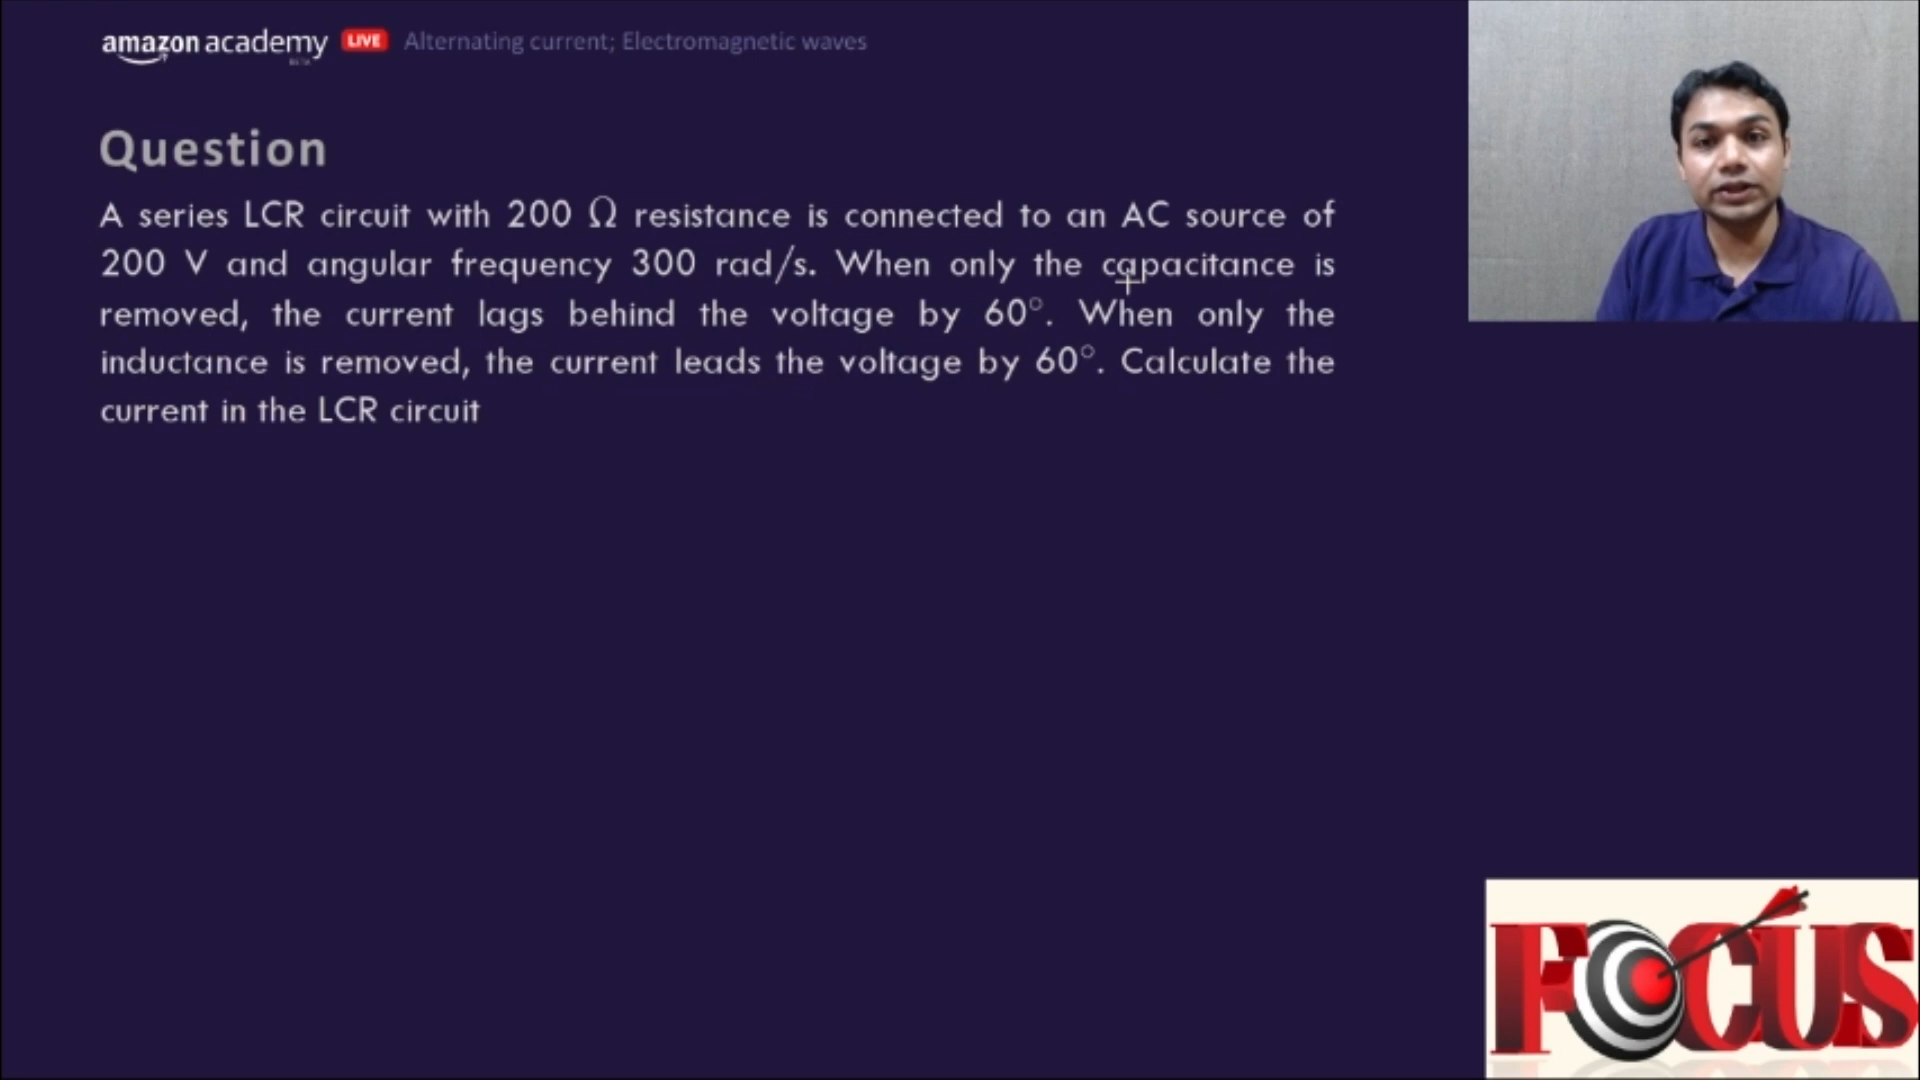 amazon academy LIVE Alternating current; Electromagnetic waves
BETA
Question
A series LCR circuit with 200 Ω resistance is connected to an AC source of
200 V and angular frequency 300 rad/s. When only the capacitance is
removed, the current lags behind the voltage by 60°. When only the
inductance is removed, the current leads the voltage by 60°. Calculate the
current in the LCR circuit
FOCUS